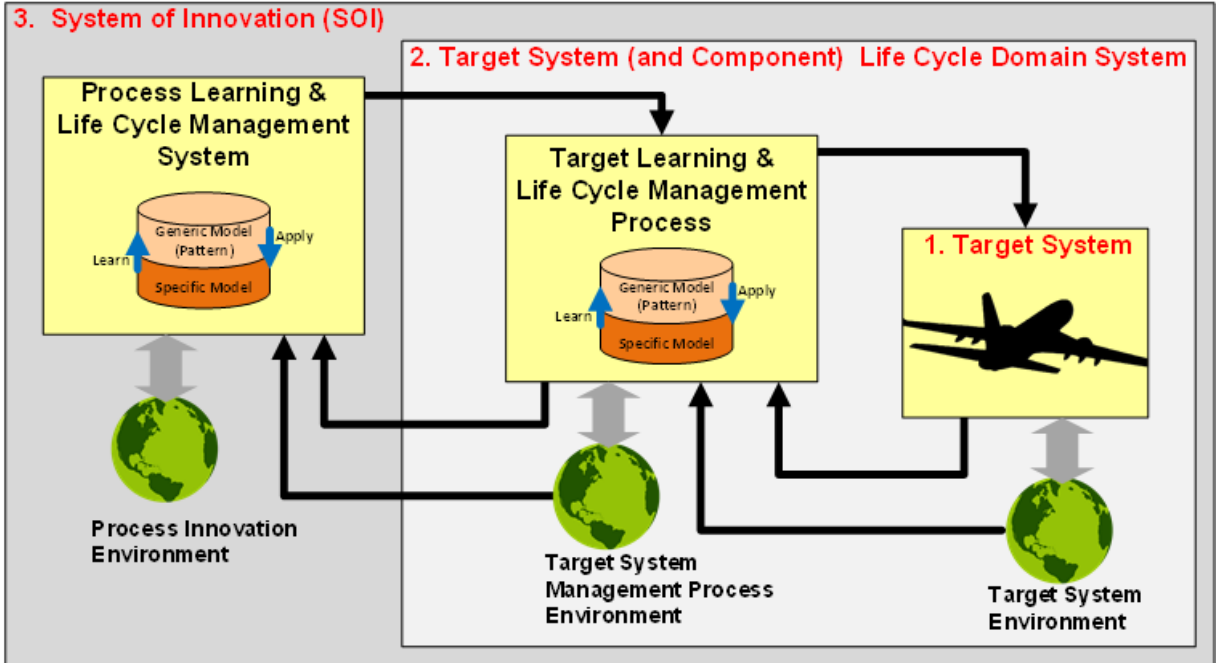 3. System of Innovation (SOI)
2. Target System (and Component) Life Cycle Domain System
Process Learning &
Life Cycle Management
System
Generic Model
(Pattern)
Learn
Apply
Specific Model
Target Learning &
Life Cycle Management
Process
Generic Model
(Pattern)
Learn
Apply
Specific Model
1. Target System
Process Innovation
Environment
Target System
Management Process
Environment
Target System
Environment